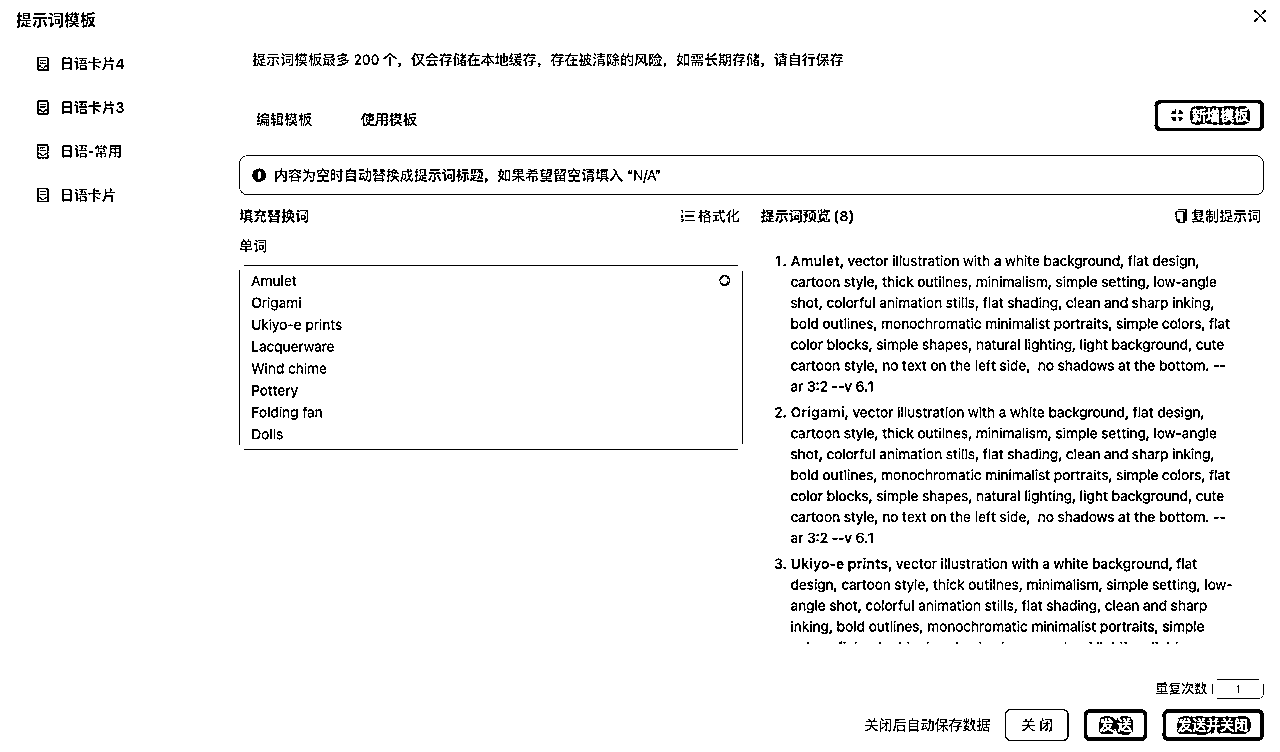 提示词模板
日语卡片4
日语卡片3
日语-常用
日语卡片
提示词模板最多 200 个，仅会存储在本地缓存，存在被清除的风险，如需长期存储，请自行保存
编辑模板
使用模板
新增模板
内容为空时自动替换成提示词标题，如果希望留空请填入 “N/A”
填充替换词
格式化
单词
Amulet
Origami
Ukiyo-e prints
Lacquerware
Wind chime
Pottery
Folding fan
Dolls
提示词预览 (8)
复制提示词
1. Amulet, vector illustration with a white background, flat design,
cartoon style, thick outilnes, minimalism, simple setting, low-angle
shot, colorful animation stills, flat shading, clean and sharp inking,
bold outlines, monochromatic minimalist portraits, simple colors, flat
color blocks, simple shapes, natural lighting, light background, cute
cartoon style, no text on the left side, no shadows at the bottom. --
ar 3:2 --v 6.1
2. Origami, vector illustration with a white background, flat design,
cartoon style, thick outilnes, minimalism, simple setting, low-angle
shot, colorful animation stills, flat shading, clean and sharp inking,
bold outlines, monochromatic minimalist portraits, simple colors, flat
color blocks, simple shapes, natural lighting, light background, cute
cartoon style, no text on the left side, no shadows at the bottom. --
ar 3:2 --v 6.1
3. Ukiyo-e prints, vector illustration with a white background, flat
design, cartoon style, thick outilnes, minimalism, simple setting, low-
angle shot, colorful animation stills, flat shading, clean and sharp
inking, bold outlines, monochromatic minimalist portraits, simple
重复次数 1
关闭后自动保存数据
关 闭
发送
发送并关闭